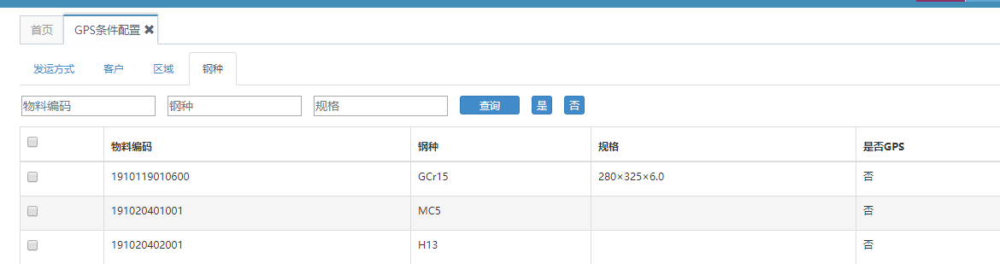 首页 GPS条件配置 ✖
发运方式 客户 区域 钢种
物料编码 钢种 规格 查询 是 否
物料编码 钢种 规格 是否GPS
1910119010600 GCr15 280×325×6.0 否
191020401001 MC5 否
191020402001 H13 否